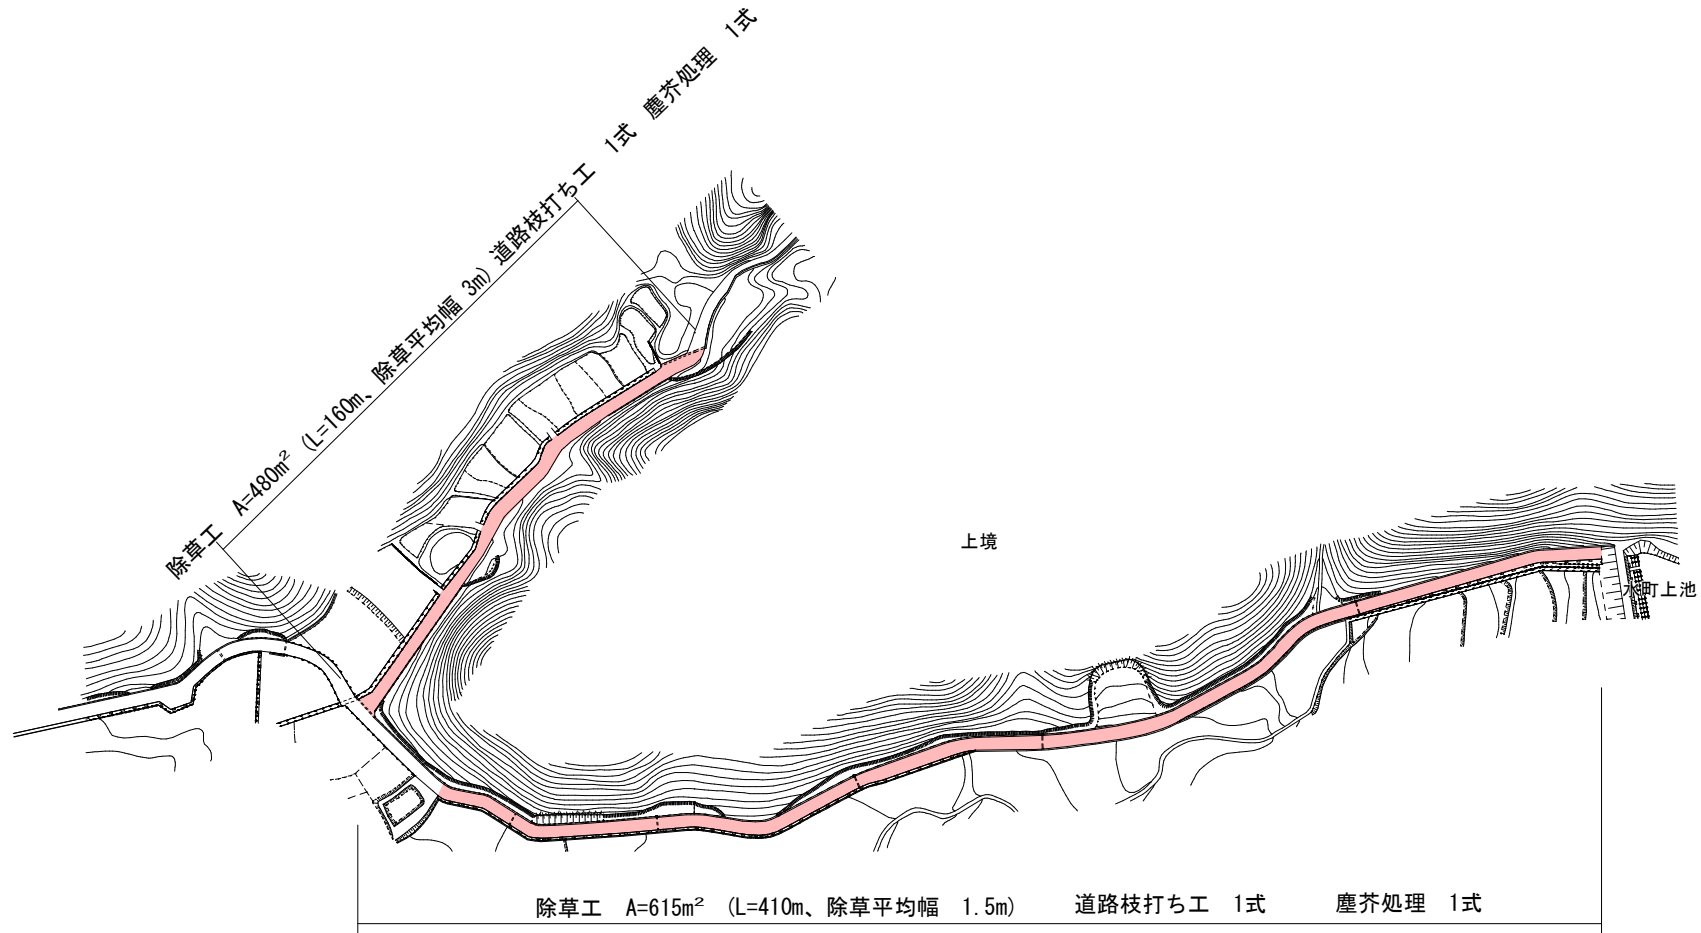 除草工　A=480m²　(L=160m、除草平均幅 3m) 道路枝打ち工　1式　塵芥処理　1式
上境
町上池
除草工　A=615m²　(L=410m、除草平均幅　1.5m)　　道路枝打ち工　1式　　塵芥処理　1式